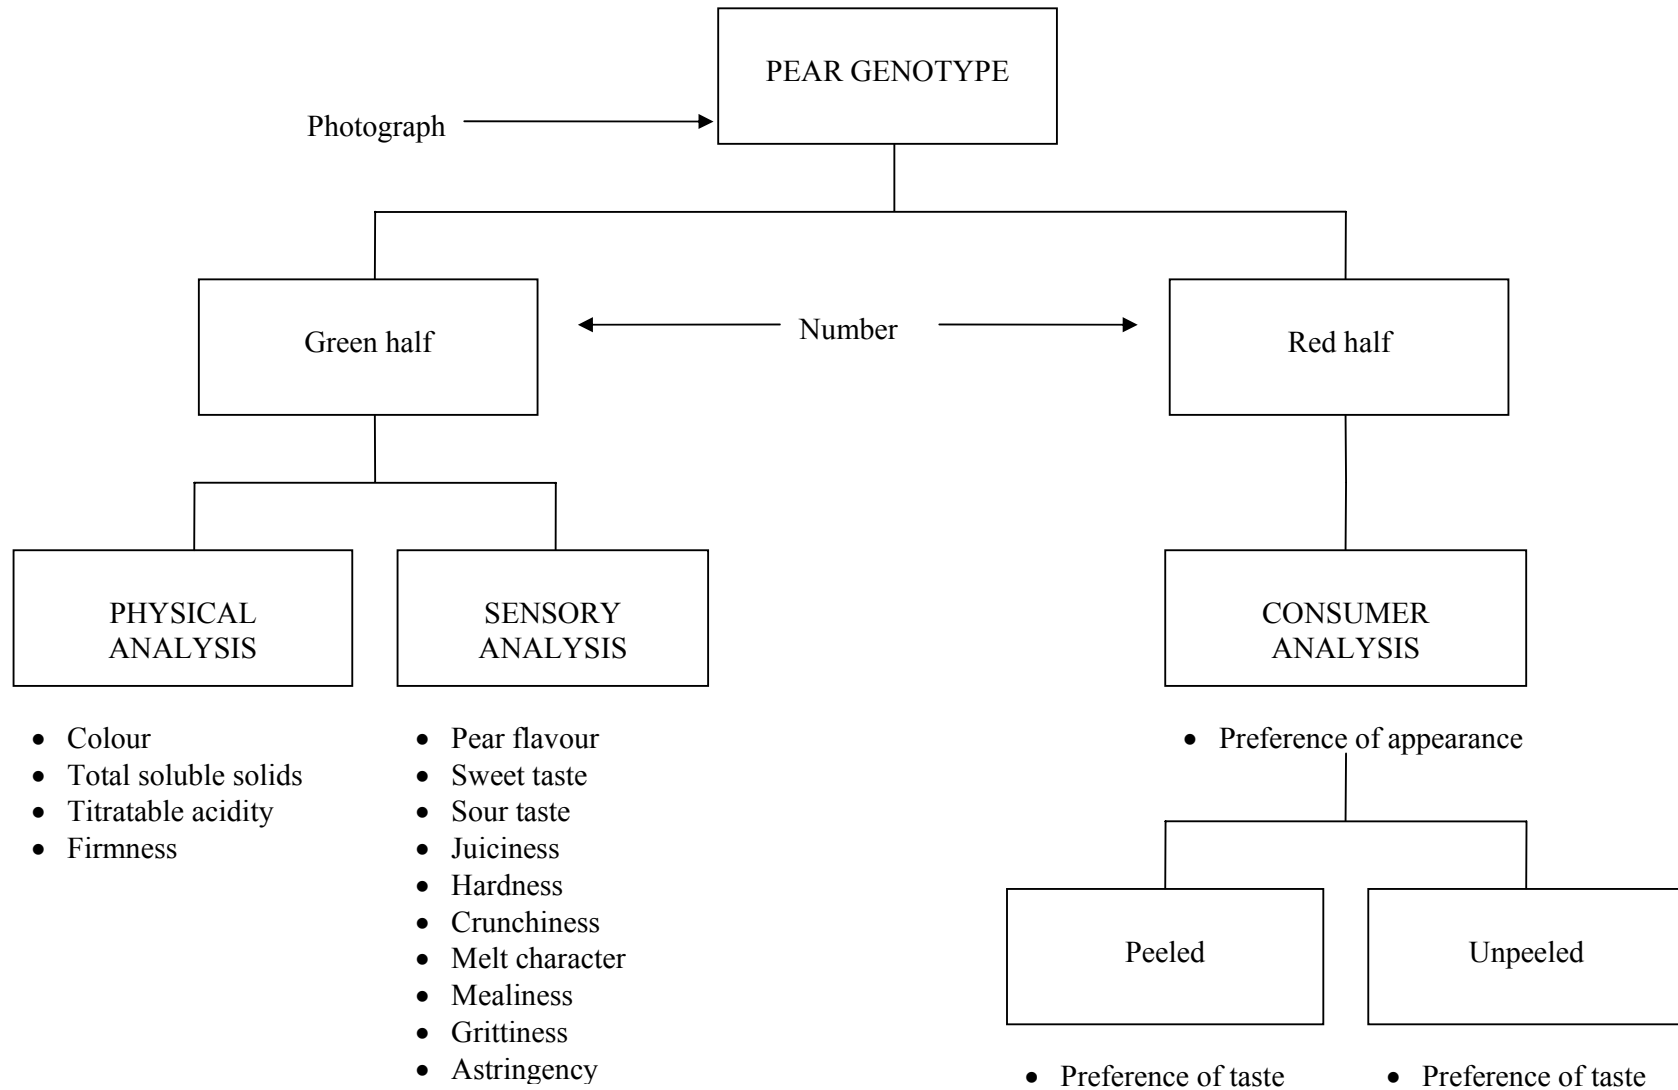 PEAR GENOTYPE
Photograph
Green half
Number
Red half
PHYSICAL
ANALYSIS
SENSORY
ANALYSIS
CONSUMER
ANALYSIS
• Colour
• Total soluble solids
• Titratable acidity
• Firmness
• Pear flavour
• Sweet taste
• Sour taste
• Juiciness
• Hardness
• Crunchiness
• Melt character
• Mealiness
• Grittiness
• Astringency
• Preference of appearance
Peeled
Unpeeled
• Preference of taste
• Preference of taste